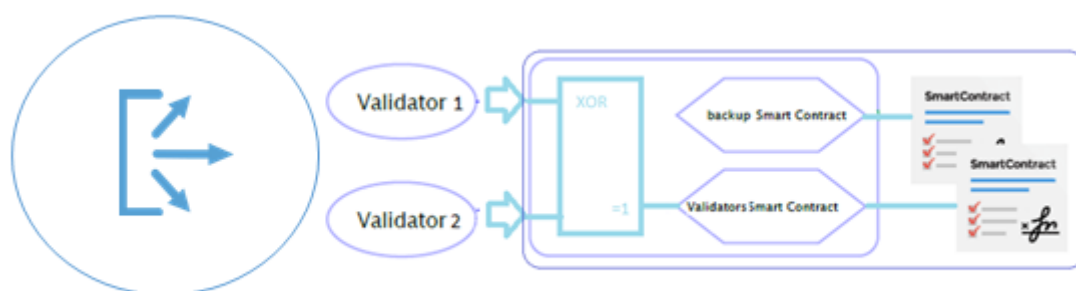 Validator 1
Validator 2
XOR
=1
backup Smart Contract
Validators Smart Contract
SmartContract
SmartContract